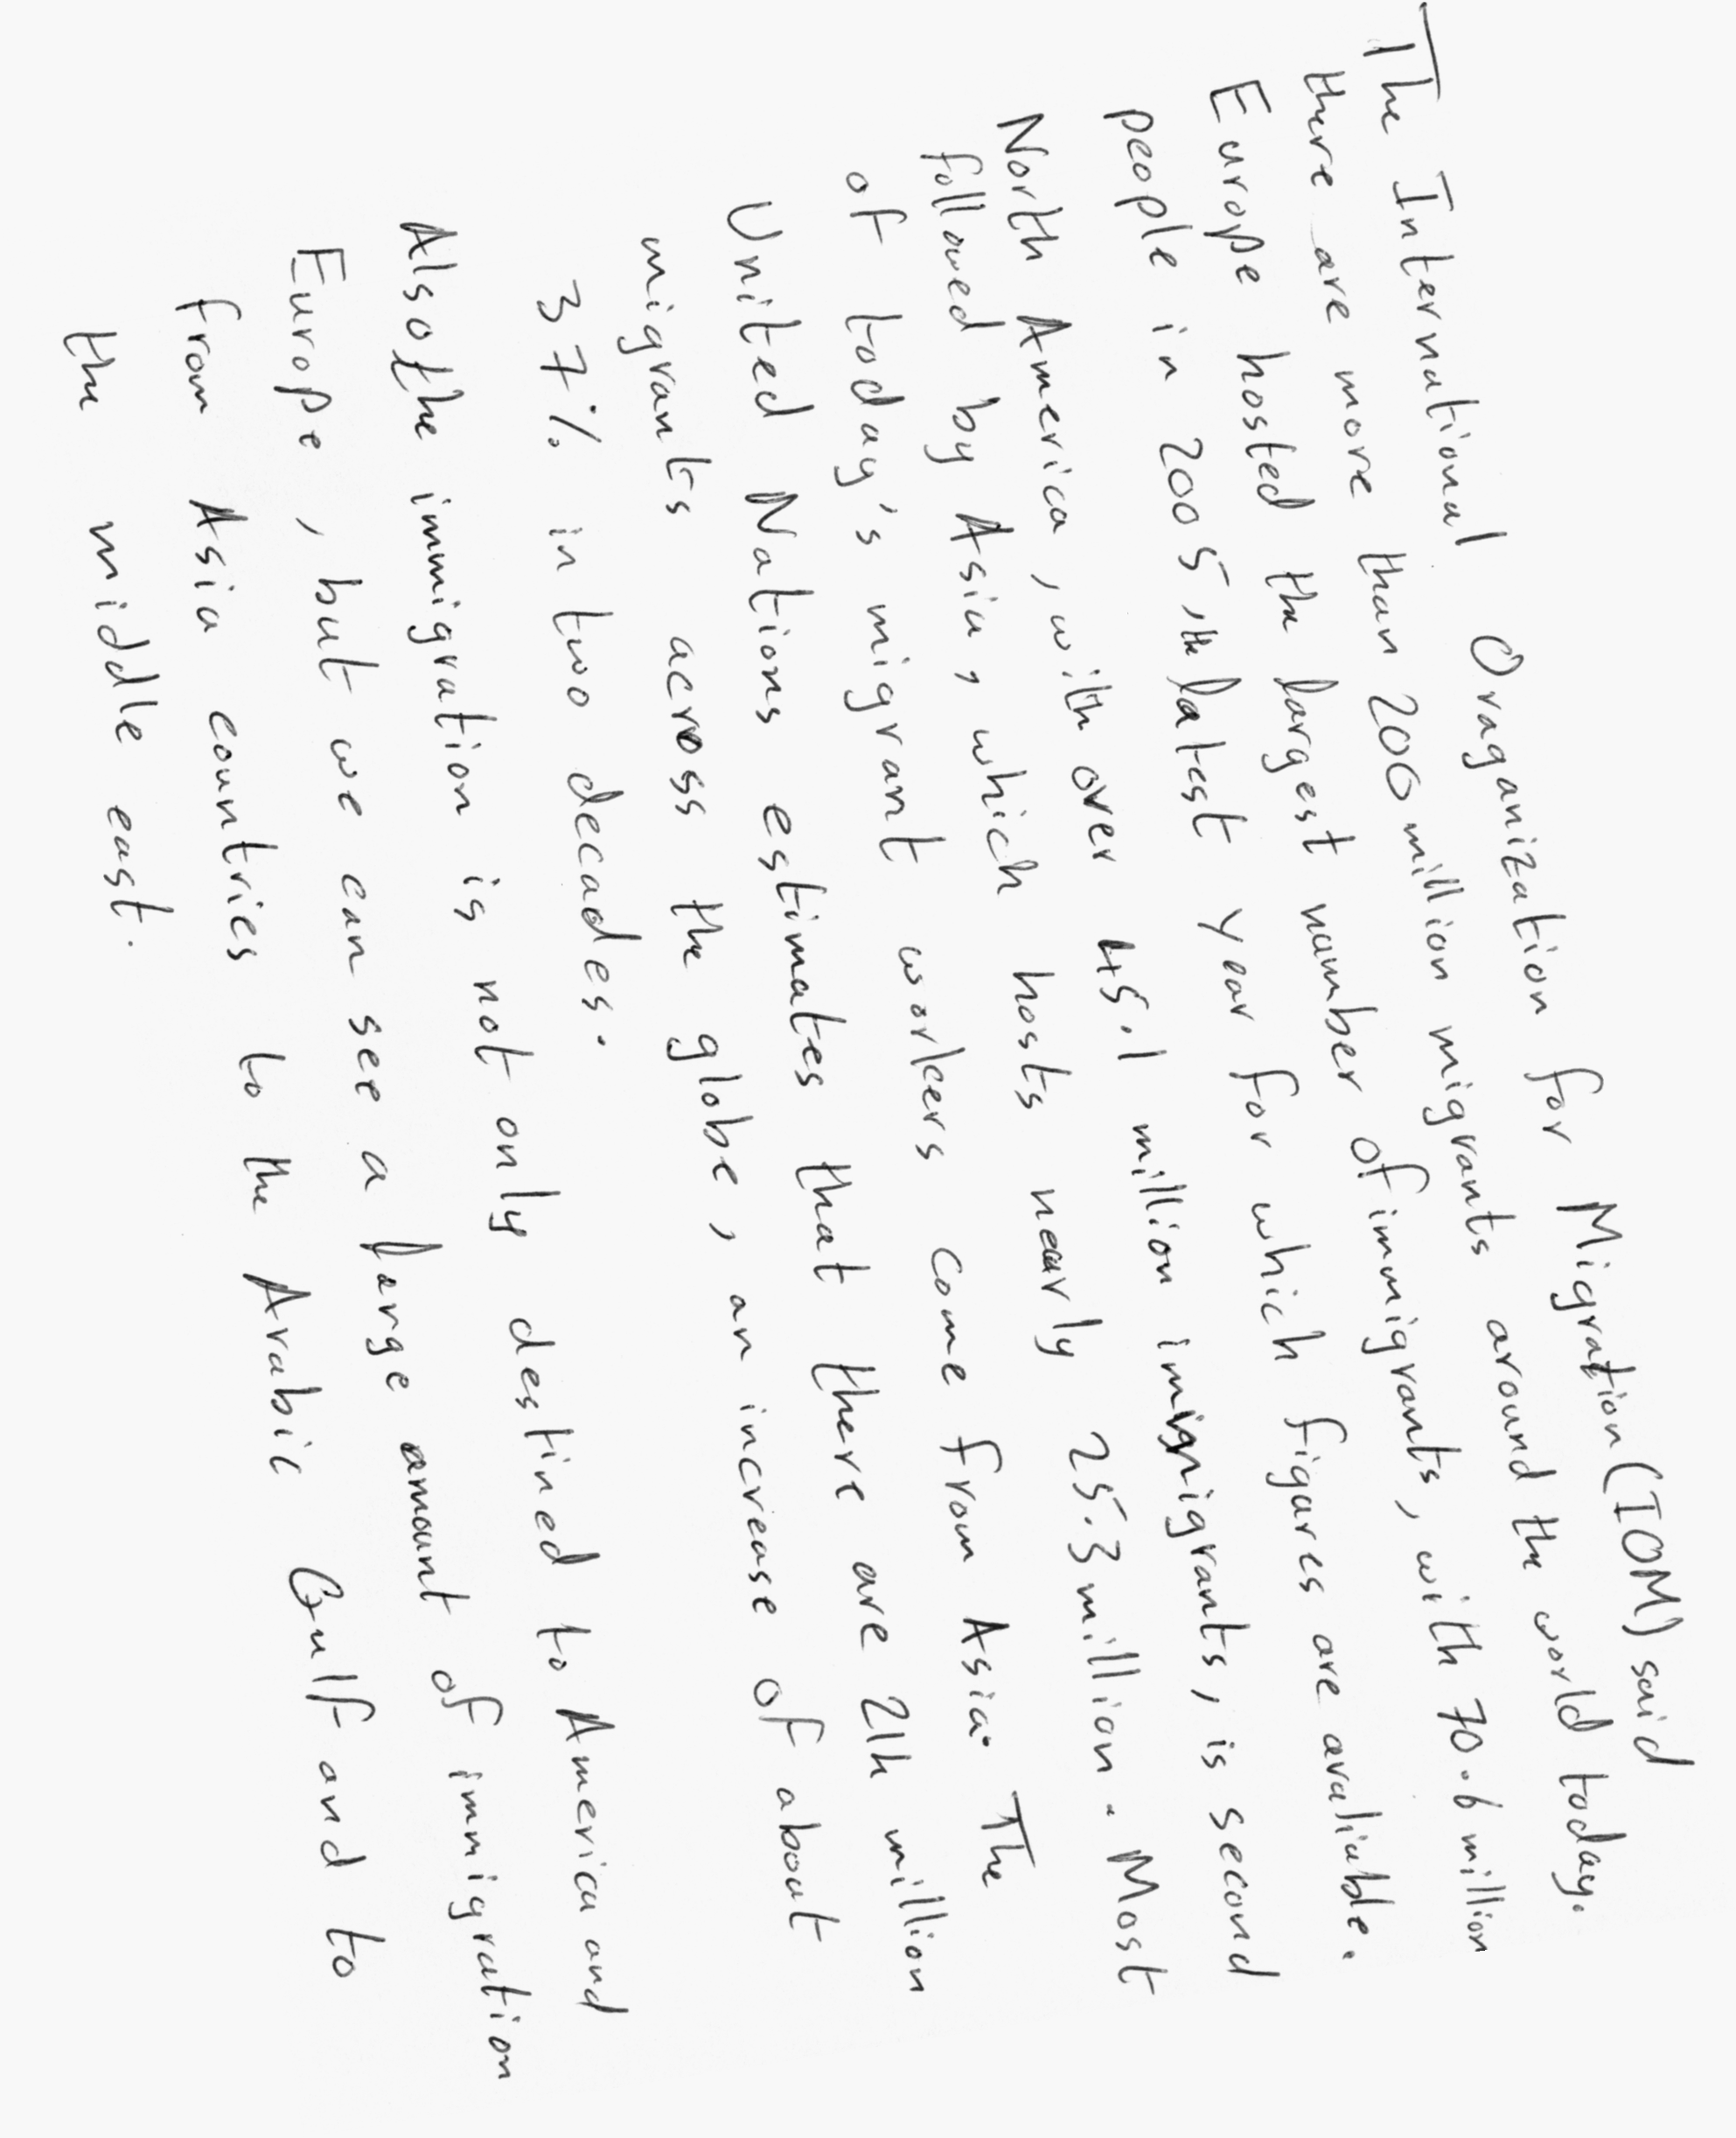 The International Oraganization for Migration (IOM) said
there are more than 200 million migrants around the world today.
Europe hosted the largest number of immigrants, with 70.6 million
people in 2005, the latest year for which figures are avaliable.
North America, with over 45.1 million immigrants, is second
followed by Asia, which hosts nearly 25.3 million. Most
of today's migrant workers come from Asia. The
United Nations estimates that there are 214 million
migrants across the globe, an increase of about
37% in two decades.
Also the immigration is not only destined to America and
Europe, but we can see a large amount of immigration
from Asia countries to the Arabic Gulf and to
the middle east.